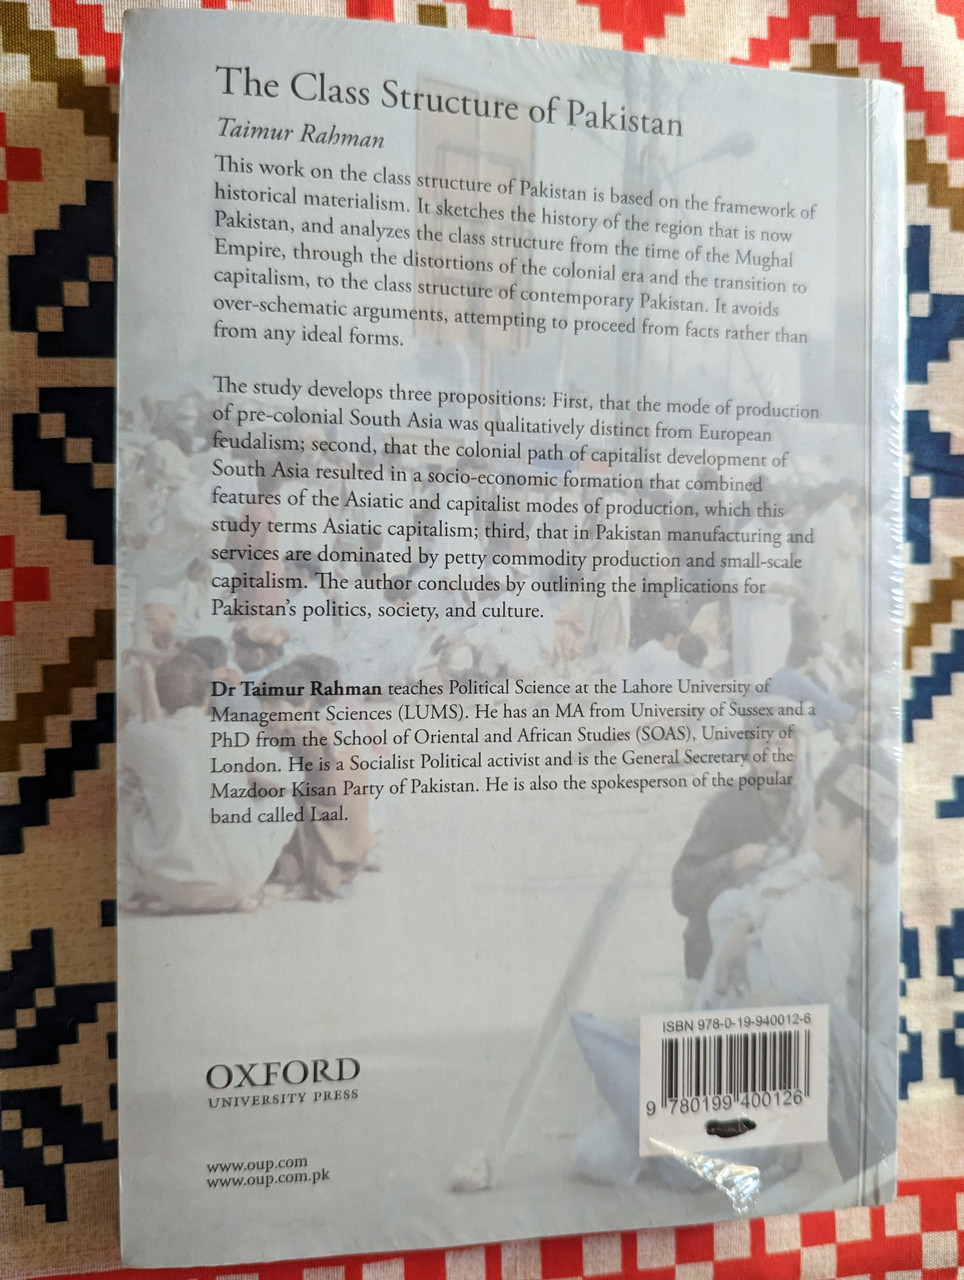 The Class Structure of Pakistan
Taimur Rahman
This work on the class structure of Pakistan is based on the framework of
historical materialism. It sketches the history of the region that is now
Pakistan, and analyzes the class structure from the time of the Mughal
Empire, through the distortions of the colonial era and the transition to
capitalism, to the class structure of contemporary Pakistan. It avoids
over-schematic arguments, attempting to proceed from facts rather than
from any ideal forms.
The study develops three propositions: First, that the mode of production
of pre-colonial South Asia was qualitatively distinct from European
feudalism; second, that the colonial path of capitalist development of
South Asia resulted in a socio-economic formation that combined
features of the Asiatic and capitalist modes of production, which this
study terms Asiatic capitalism; third, that in Pakistan manufacturing and
services are dominated by petty commodity production and small-scale
capitalism. The author concludes by outlining the implications for
Pakistan's politics, society, and culture.
Dr Taimur Rahman teaches Political Science at the Lahore University of
Management Sciences (LUMS). He has an MA from University of Sussex and a
PhD from the School of Oriental and African Studies (SOAS), University of
London. He is a Socialist Political activist and is the General Secretary of the
Mazdoor Kisan Party of Pakistan. He is also the spokesperson of the popular
band called Laal.
ISBN 978-0-19-940012-6
9 780199 400126
OXFORD
UNIVERSITY PRESS
www.oup.com
www.oup.com.pk